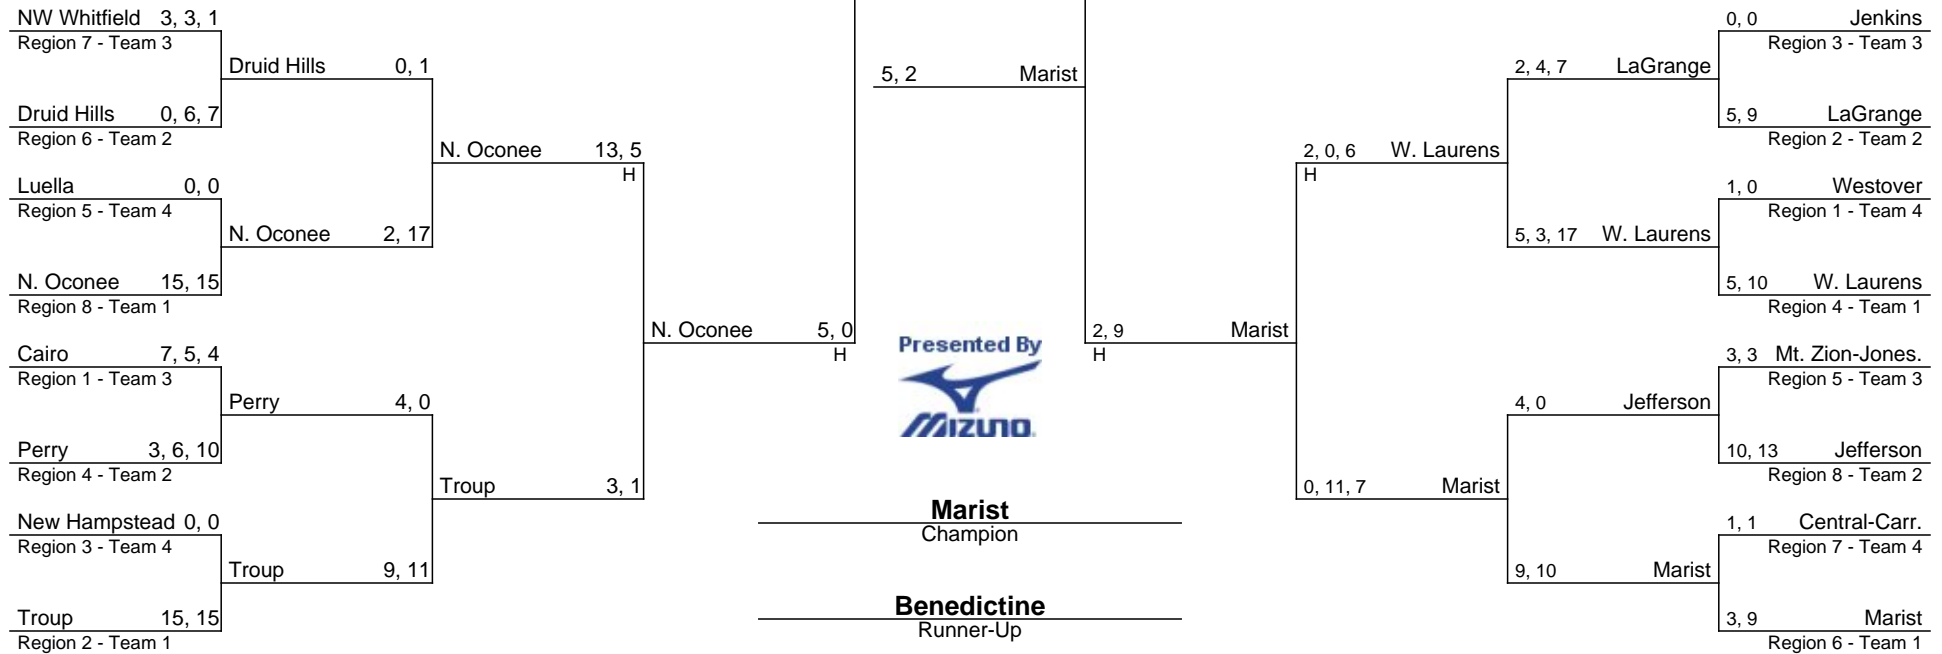 NW Whitfield 3, 3, 1
Region 7 - Team 3
Druid Hills 0, 1
Druid Hills 0, 6, 7
Region 6 - Team 2
N. Oconee 13, 5
H
Luella 0, 0
Region 5 - Team 4
N. Oconee 2, 17
N. Oconee 15, 15
Region 8 - Team 1
N. Oconee 5, 0
H
Cairo 7, 5, 4
Region 1 - Team 3
Perry 4, 0
Perry 3, 6, 10
Region 4 - Team 2
Troup 3, 1
New Hampstead 0, 0
Region 3 - Team 4
Troup 9, 11
Troup 15, 15
Region 2 - Team 1
5, 2 Marist
Presented By
MIZUNO
Marist
Champion
Benedictine
Runner-Up
0, 0 Jenkins
Region 3 - Team 3
2, 4, 7 LaGrange
5, 9 LaGrange
Region 2 - Team 2
2, 0, 6 W. Laurens
H
1, 0 Westover
Region 1 - Team 4
5, 3, 17 W. Laurens
5, 10 W. Laurens
Region 4 - Team 1
2, 9 Marist
H
3, 3 Mt. Zion-Jones.
Region 5 - Team 3
4, 0 Jefferson
10, 13 Jefferson
Region 8 - Team 2
0, 11, 7 Marist
1, 1 Central-Carr.
Region 7 - Team 4
9, 10 Marist
3, 9 Marist
Region 6 - Team 1